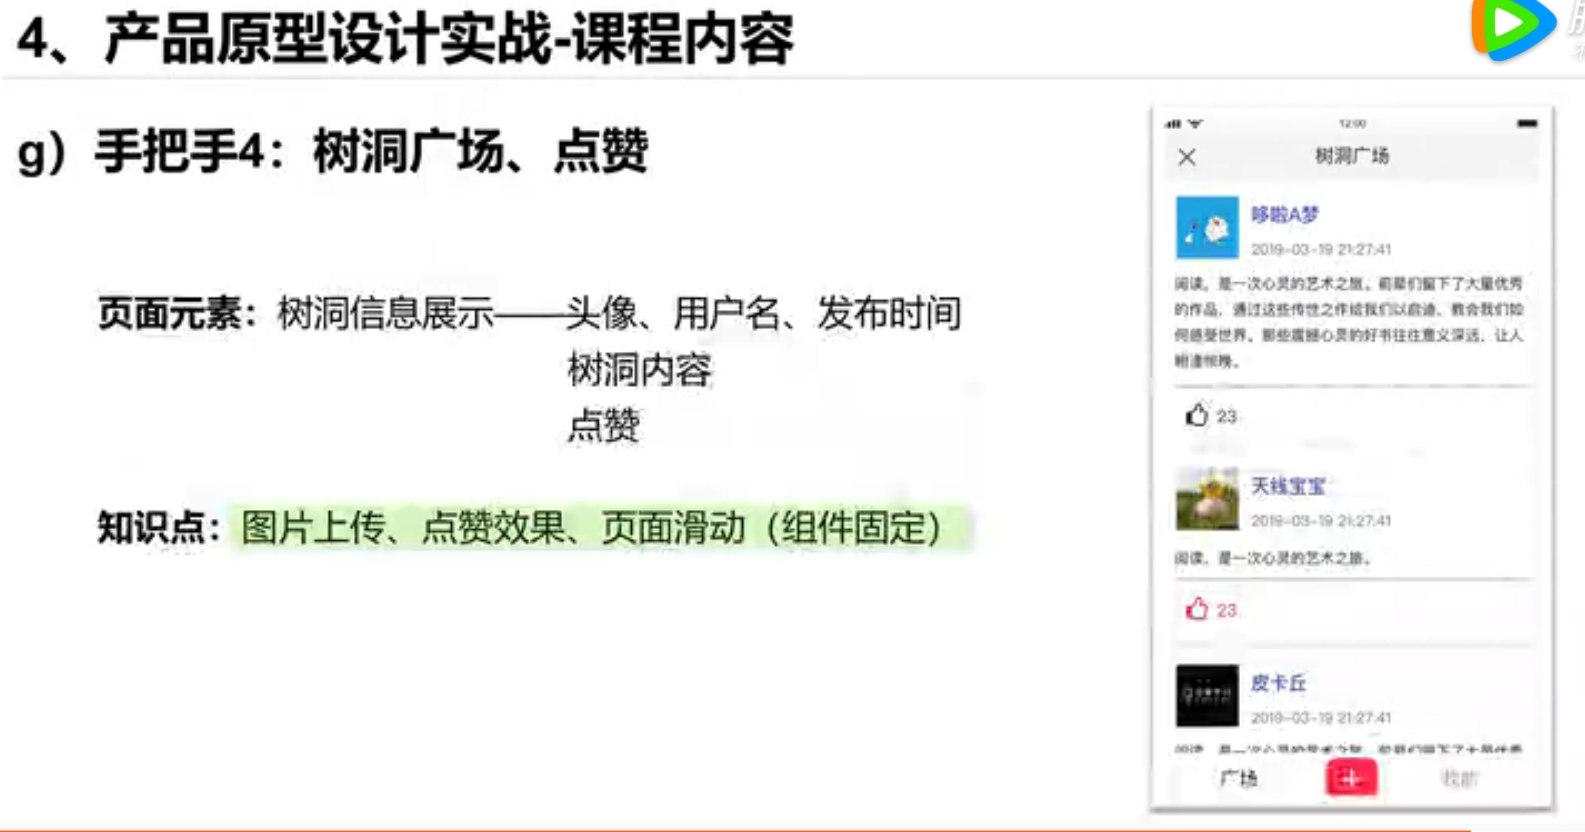 4、产品原型设计实战-课程内容
g）手把手4：树洞广场、点赞
页面元素：树洞信息展示——头像、用户名、发布时间
树洞内容
点赞
知识点：图片上传、点赞效果、页面滑动（组件固定）
12:00
树洞广场
哆啦A梦
2019-03-19 21:27:41
阅读，是一次心灵的艺术之旅。前辈们留下了大量优秀
的作品，通过这些传世之作给我们以启迪、教会我们如
何感受世界。那些震撼心灵的好书往往意义深远，让人
23
天线宝宝
2019-03-19 21:27:41
阅读，是一次心灵的艺术之旅。
23
皮卡丘
2019-03-19 21:27:41
广场
我的